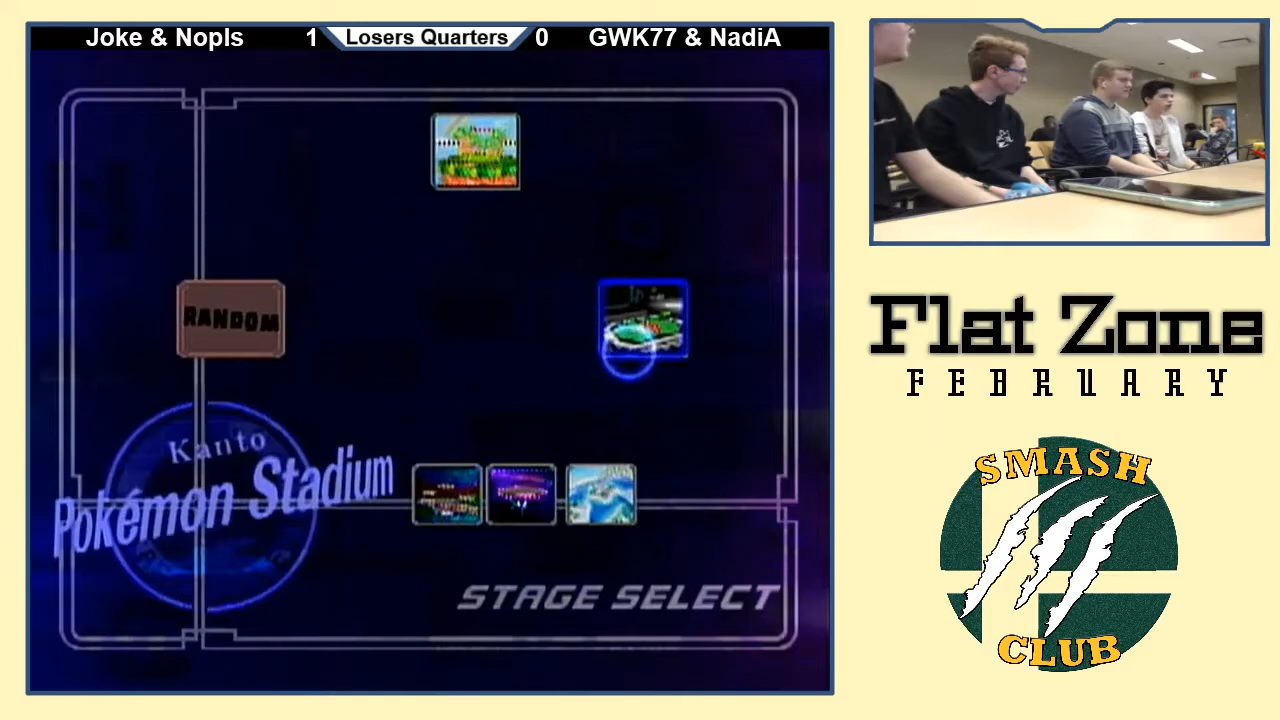 Joke & Nopls 1 Losers Quarters 0 GWK77 & NadiA
RANDOM
Kanto
Pokémon Stadium
STAGE SELECT
Flat Zone
FEBRUARY
SMASH
CLUB